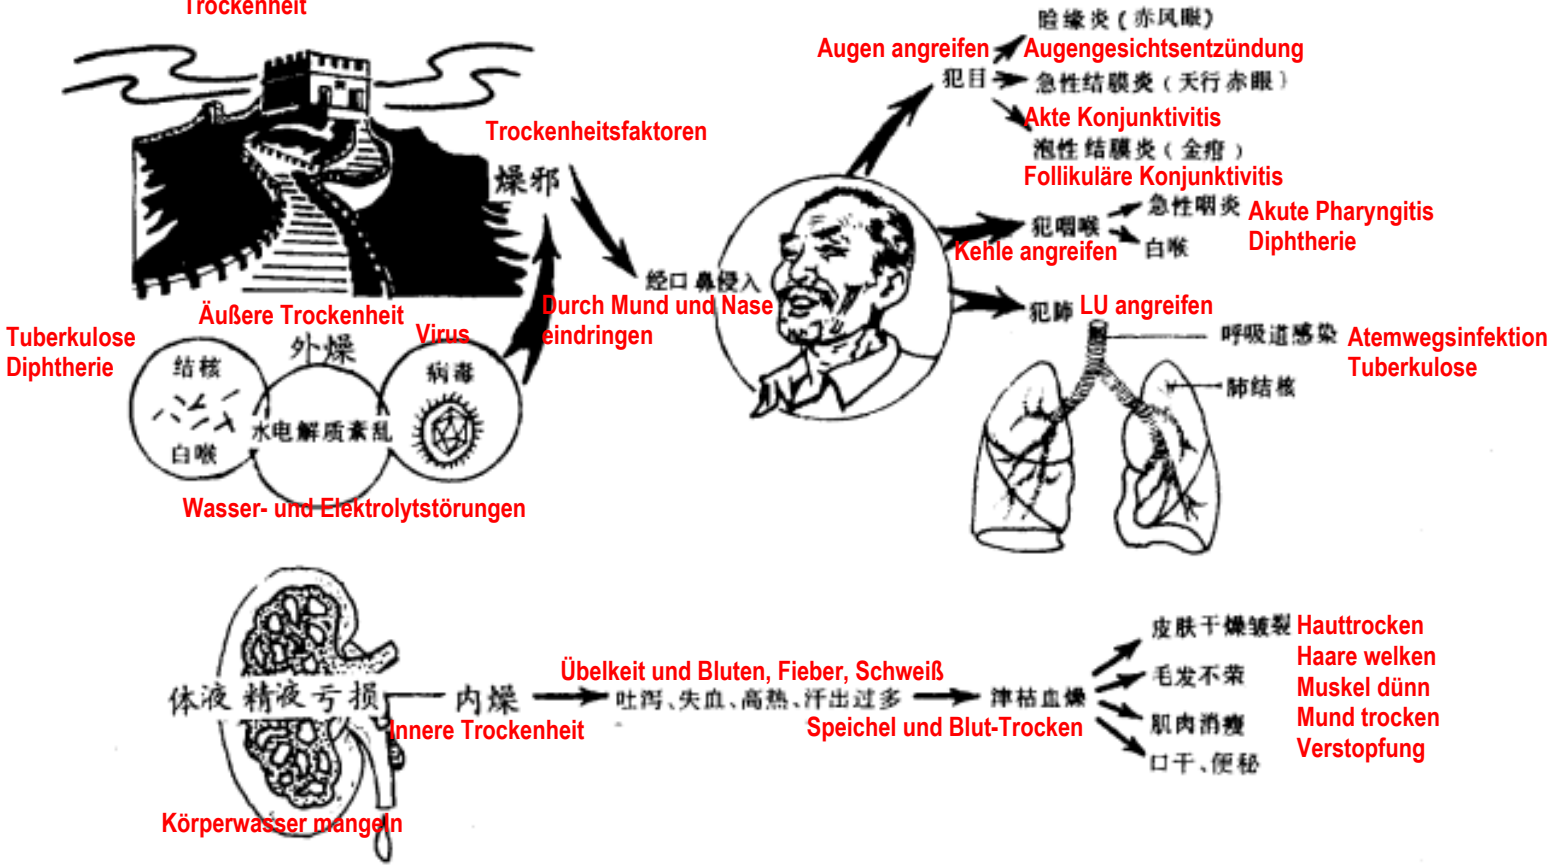 Trockenheit
睑缘炎(赤风眼)
Augen angreifen
Augengesichtsentzündung
犯目
急性结膜炎(天行赤眼)
Akte Konjunktivitis
泡性结膜炎(金疳)
Follikuläre Konjunktivitis
Trockenheitsfaktoren
燥邪
急性咽炎
Akute Pharyngitis
犯咽喉
Kehle angreifen
白喉
Diphtherie
经口鼻侵入
Durch Mund und Nase
eindringen
犯肺
LU angreifen
呼吸道感染
Atemwegsinfektion
Tuberkulose
肺结核
Äußere Trockenheit
外燥
Tuberkulose
Diphtherie
结核
白喉
水电解质紊乱
Virus
病毒
Wasser- und Elektrolytstörungen
体液 精液亏损
内燥
Innere Trockenheit
Körperwasser mangeln
Übelkeit und Bluten, Fieber, Schweiß
吐泻、失血、高热、汗出过多
津枯血燥
Speichel und Blut-Trocken
皮肤干燥皱裂
毛发不荣
肌肉消瘦
口干、便秘
Hauttrocken
Haare welken
Muskel dünn
Mund trocken
Verstopfung